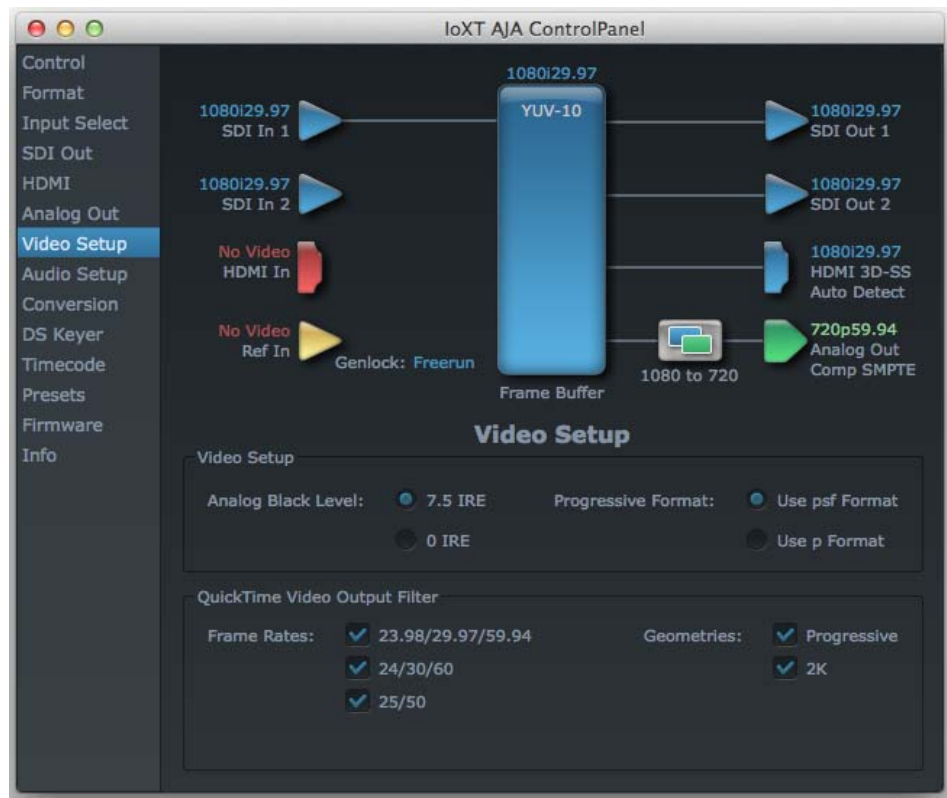 IoXT AJA ControlPanel
Control
Format
Input Select
SDI Out
HDMI
Analog Out
Video Setup
Audio Setup
Conversion
DS Keyer
Timecode
Presets
Firmware
Info
1080i29.97
YUV-10
1080i29.97
SDI In 1
1080i29.97
SDI Out 1
1080i29.97
SDI In 2
1080i29.97
SDI Out 2
No Video
HDMI In
1080i29.97
HDMI 3D-SS
Auto Detect
No Video
Ref In
Genlock: Freerun
720p59.94
Analog Out
Comp SMPTE
1080 to 720
Frame Buffer
Video Setup
Video Setup
Analog Black Level: 7.5 IRE Progressive Format: Use psf Format
0 IRE Use p Format
QuickTime Video Output Filter
Frame Rates: 23.98/29.97/59.94 Geometries: Progressive
24/30/60 2K
25/50